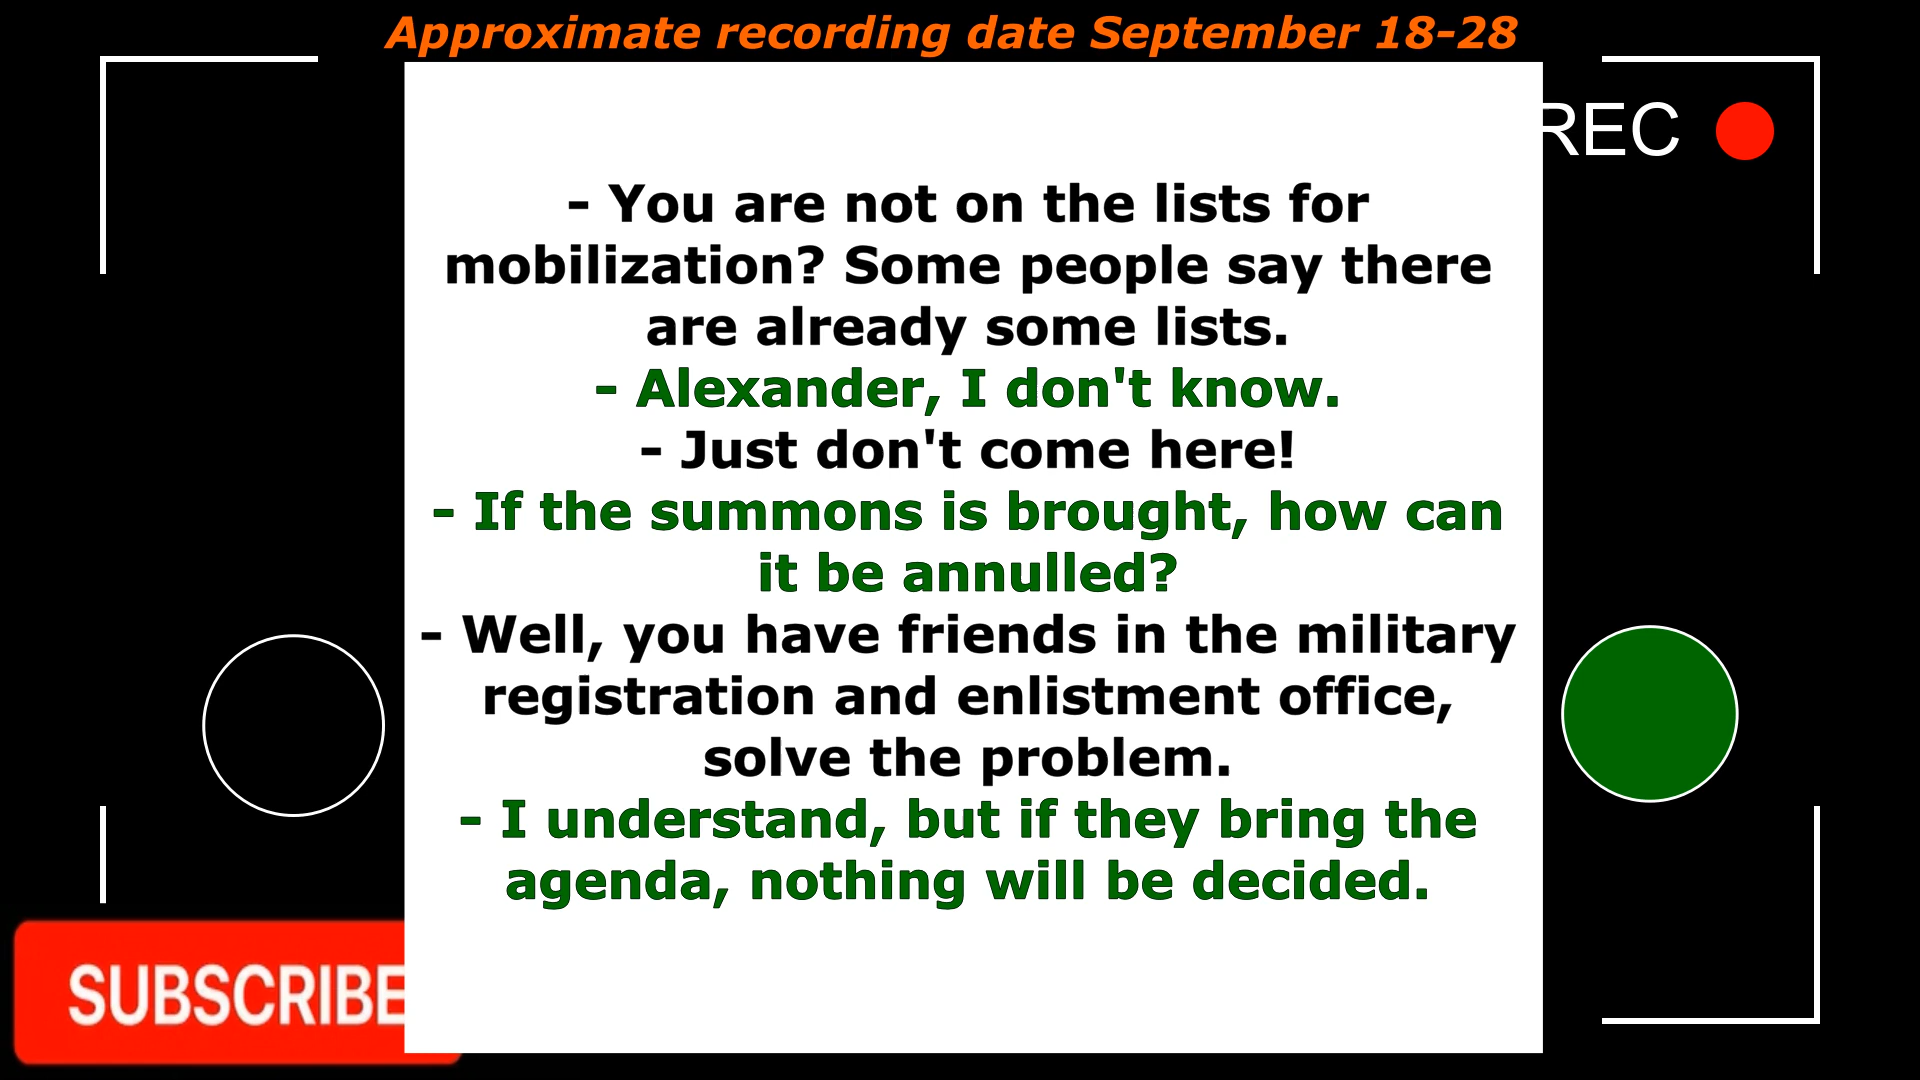 Approximate recording date September 18-28
REC
- You are not on the lists for
mobilization? Some people say there
are already some lists.
- Alexander, I don't know.
- Just don't come here!
- If the summons is brought, how can
it be annulled?
- Well, you have friends in the military
registration and enlistment office,
solve the problem.
- I understand, but if they bring the
agenda, nothing will be decided.
SUBSCRIBE